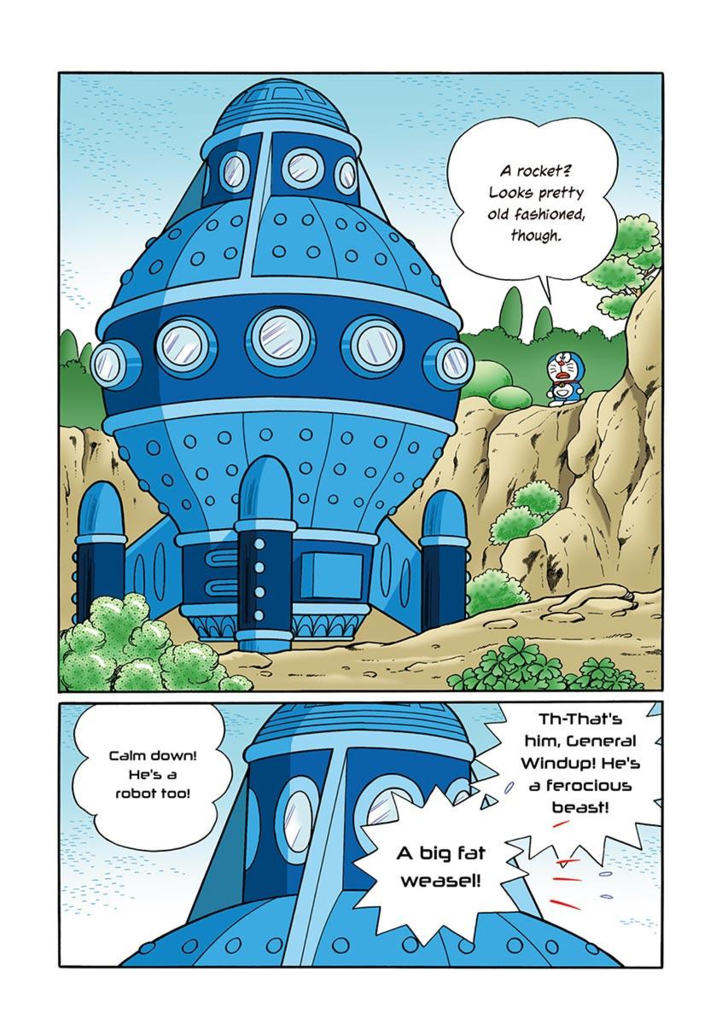 A rocket?
Looks pretty
old fashioned,
though.
Th-That's
him, General
Windup! He's
a ferocious
beast!
A big fat
weasel!
Calm down!
He's a
robot too!